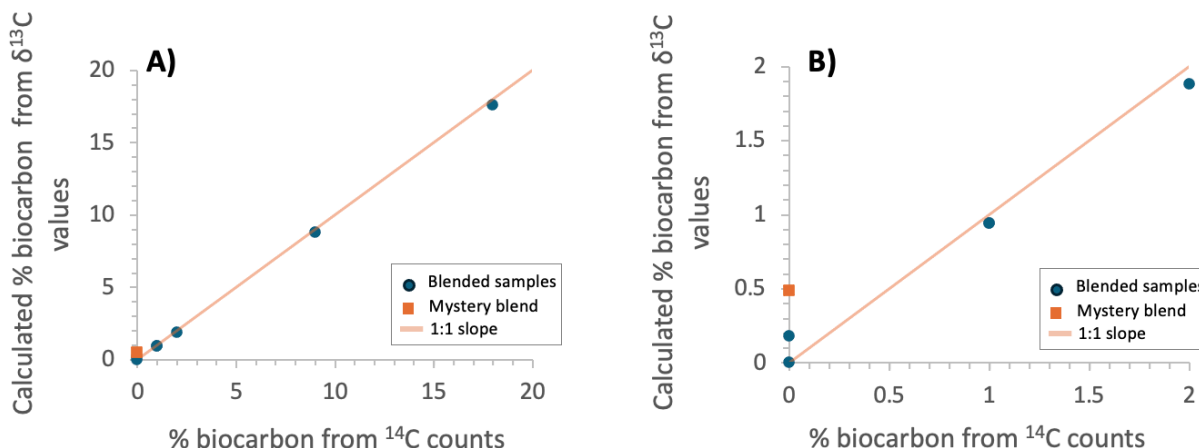 A)
Calculated % biocarbon from δ¹³C
values
20
15
10
5
0
0 5 10 15 20
% biocarbon from ¹⁴C counts
Blended samples
Mystery blend
1:1 slope
B)
Calculated % biocarbon from δ¹³C
values
2
1.5
1
0.5
0
0 0.5 1 1.5 2
% biocarbon from ¹⁴C counts
Blended samples
Mystery blend
1:1 slope